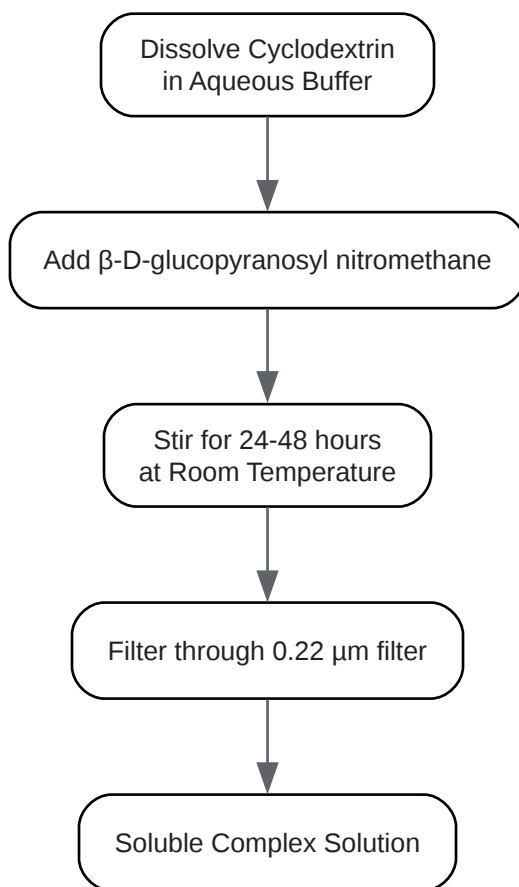 Dissolve Cyclodextrin
in Aqueous Buffer
Add β-D-glucopyranosyl nitromethane
Stir for 24-48 hours
at Room Temperature
Filter through 0.22 µm filter
Soluble Complex Solution